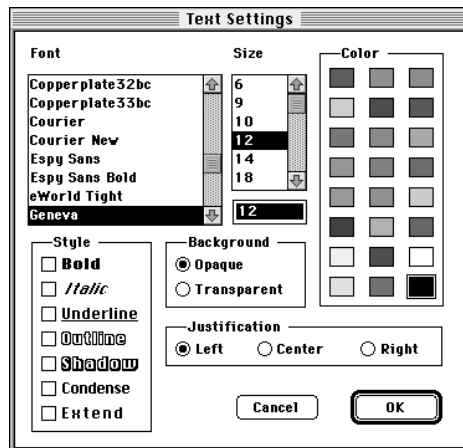 Text Settings
Font
Copperplate32bc
Copperplate33bc
Courier
Courier New
Espy Sans
Espy Sans Bold
eWorld Tight
Geneva
Size
6
9
10
12
14
18
12
Color
Style
Bold
Italic
Underline
Outline
Shadow
Condense
Extend
Background
Opaque
Transparent
Justification
Left Center Right
Cancel OK